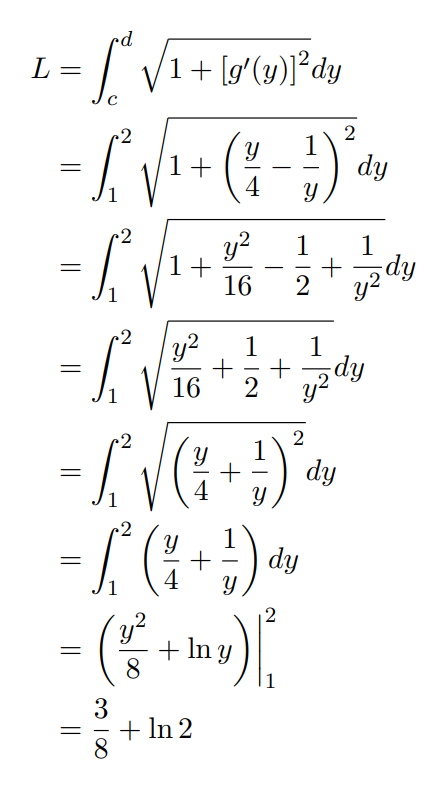 L = ∫_c^d √(1 + [g′(y)]²) dy
= ∫_1^2 √(1 + (y/4 − 1/y)²) dy
= ∫_1^2 √(1 + y²/16 − 1/2 + 1/y²) dy
= ∫_1^2 √(y²/16 + 1/2 + 1/y²) dy
= ∫_1^2 √((y/4 + 1/y)²) dy
= ∫_1^2 (y/4 + 1/y) dy
= (y²/8 + ln y)|_1^2
= 3/8 + ln 2